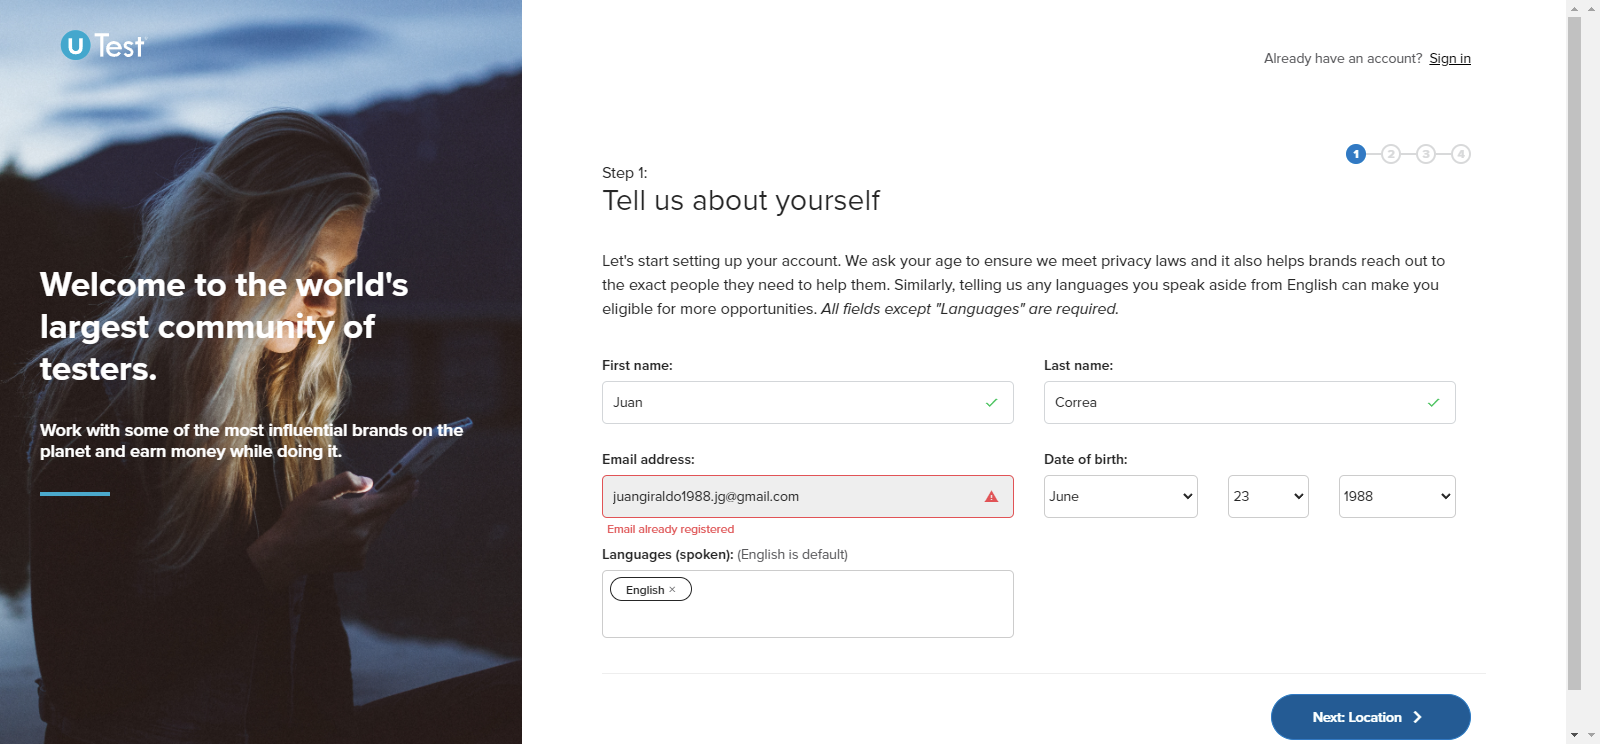 U Test
Already have an account? Sign in
1 2 3 4
Step 1:
Tell us about yourself
Welcome to the world's
largest community of
testers.
Work with some of the most influential brands on the
planet and earn money while doing it.
Let's start setting up your account. We ask your age to ensure we meet privacy laws and it also helps brands reach out to
the exact people they need to help them. Similarly, telling us any languages you speak aside from English can make you
eligible for more opportunities. All fields except "Languages" are required.
First name:
Last name:
Juan
Correa
Email address:
Date of birth:
juangiraldo1988.jg@gmail.com
June
23
1988
Email already registered
Languages (spoken): (English is default)
English ×
Next: Location